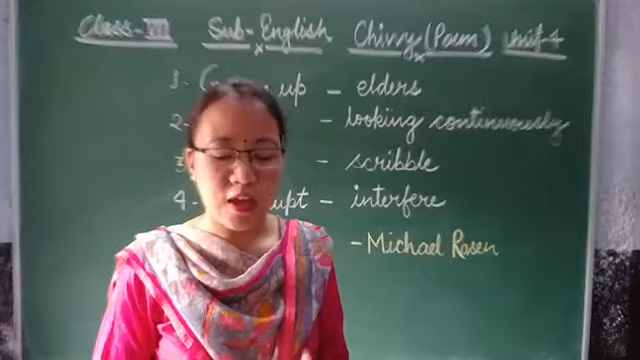 Class-III Sub-English Chivvy (Poem) Unit-4
1. G up - elders
2. - looking continuously
3 - scribble
4. upt - interfere
- Michael Rosen